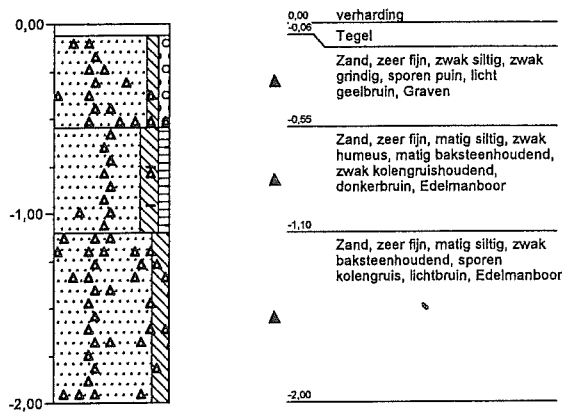 0,00
-1,00
-2,00
0,00 verharding
-0,06
Tegel
Zand, zeer fijn, zwak siltig, zwak
grindig, sporen puin, licht
geelbruin, Graven
-0,55
Zand, zeer fijn, matig siltig, zwak
humeus, matig baksteenhoudend,
zwak kolengruishoudend,
donkerbruin, Edelmanboor
-1,10
Zand, zeer fijn, matig siltig, zwak
baksteenhoudend, sporen
kolengruis, lichtbruin, Edelmanboor
-2,00